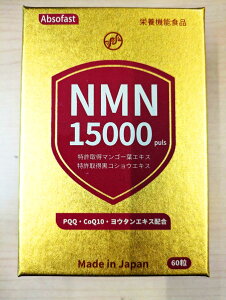 Absofast
栄養機能食品
NMN
15000 puls
特許取得マンゴー葉エキス
特許取得黒コショウエキス
PQQ・CoQ10・ヨウタンエキス配合
Made in Japan
60粒